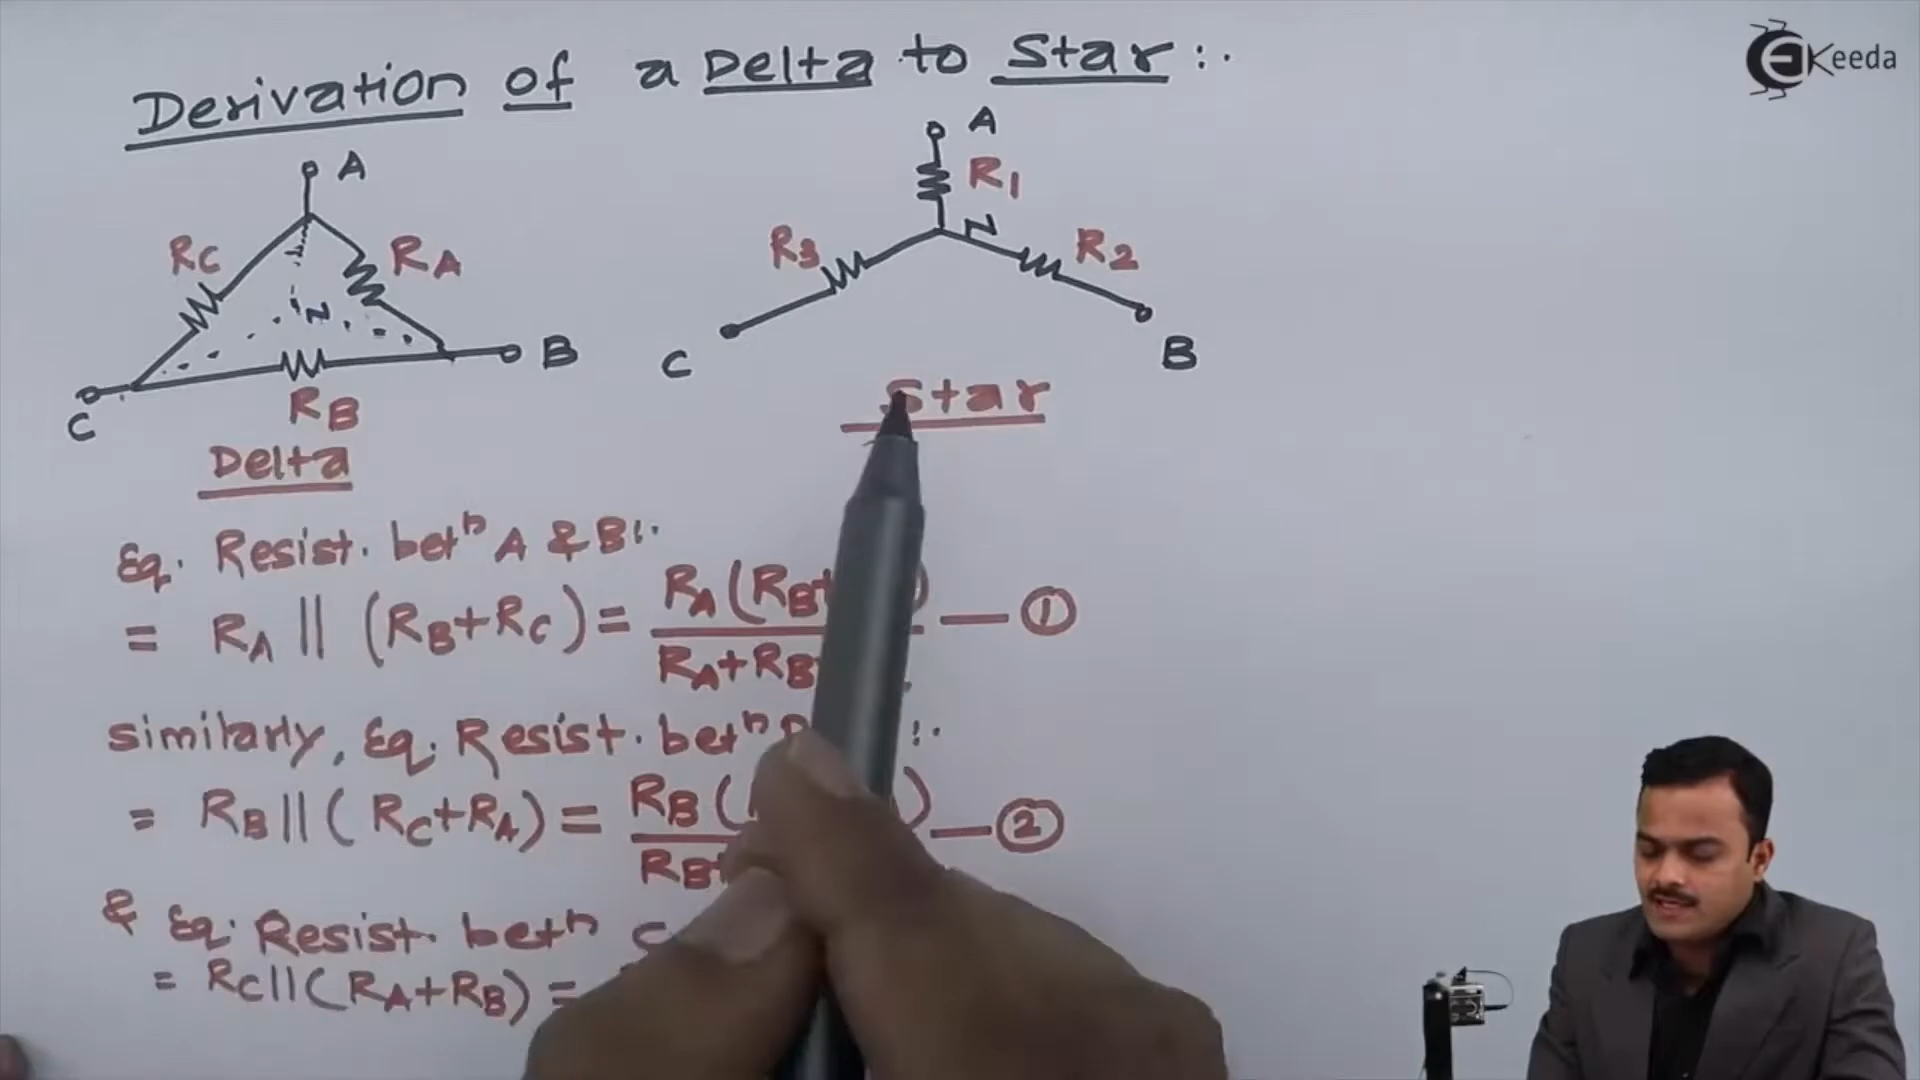 Derivation of a Delta to Star:.
Keeda
A
RC
RA
N
C
B
RB
Delta
A
R1
N
R3
R2
C
B
Star
Eq. Resist. betⁿ A & B:.
= RA || (RB+RC) = RA (RB+
RA+RB
— ①
similarly, Eq. Resist. betⁿ :.
= RB || ( RC+RA) = RB ( )
RB+
— ②
& Eq. Resist. betⁿ C
= RC || (RA+RB) =